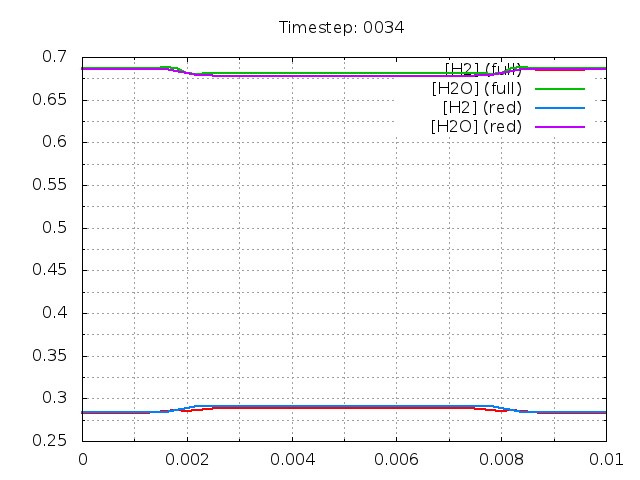 Timestep: 0034
0.7
0.65
0.6
0.55
0.5
0.45
0.4
0.35
0.3
0.25
[H2] (full)
[H2O] (full)
[H2] (red)
[H2O] (red)
0 0.002 0.004 0.006 0.008 0.01